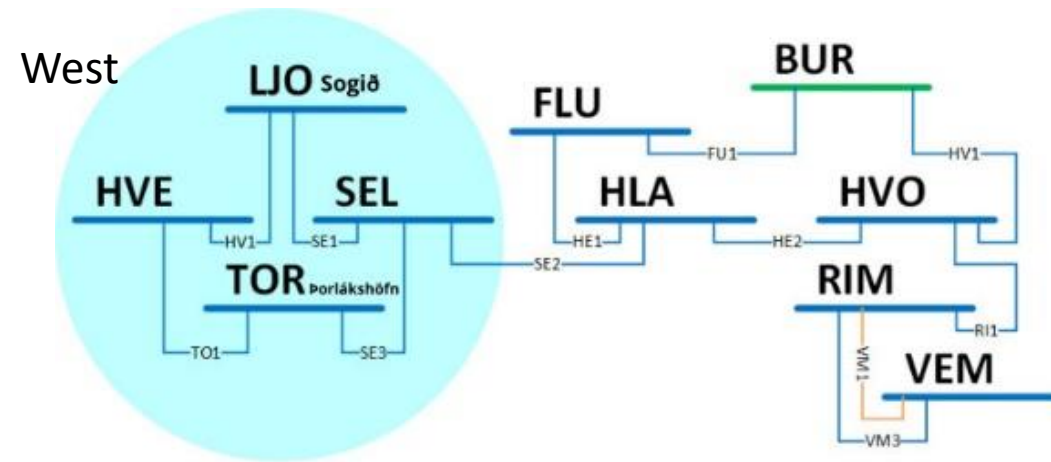 West
LJO Sogið
BUR
FLU
FU1
HV1
HVE
SEL
HLA
HVO
HV1
SE1
HE1
HE2
SE2
TOR Þorlákshöfn
RIM
RI1
TO1
SE3
VM1
VEM
VM3